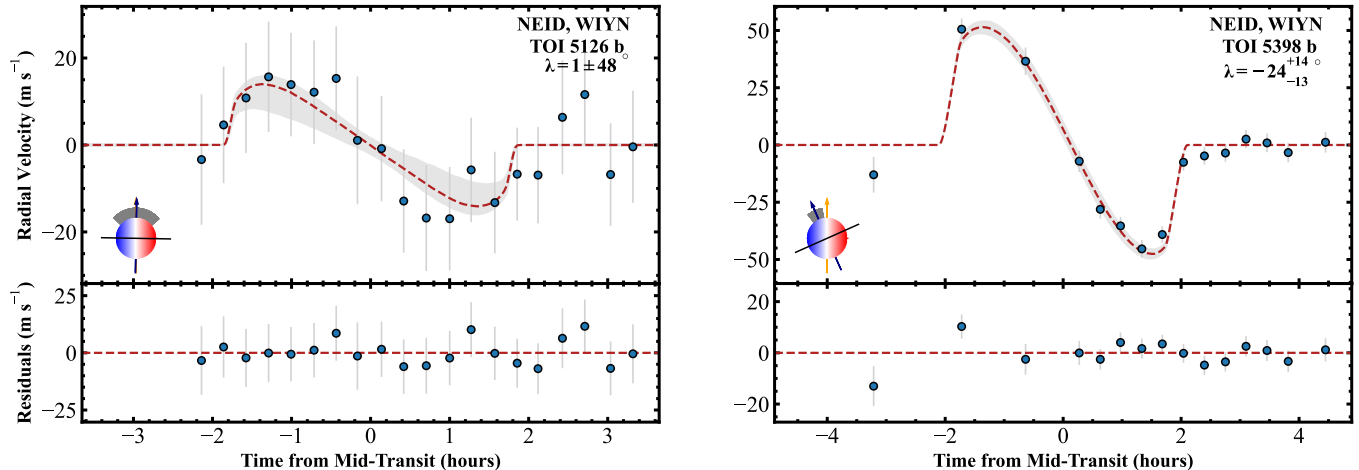 NEID, WIYN
TOI 5126 b
λ = 1 ± 48 °
Radial Velocity (m s⁻¹)
20
0
−20
Residuals (m s⁻¹)
25
0
−25
−3 −2 −1 0 1 2 3
Time from Mid-Transit (hours)
NEID, WIYN
TOI 5398 b
λ = −24 +14 −13 °
50
25
0
−25
−50
20
0
−20
−4 −2 0 2 4
Time from Mid-Transit (hours)